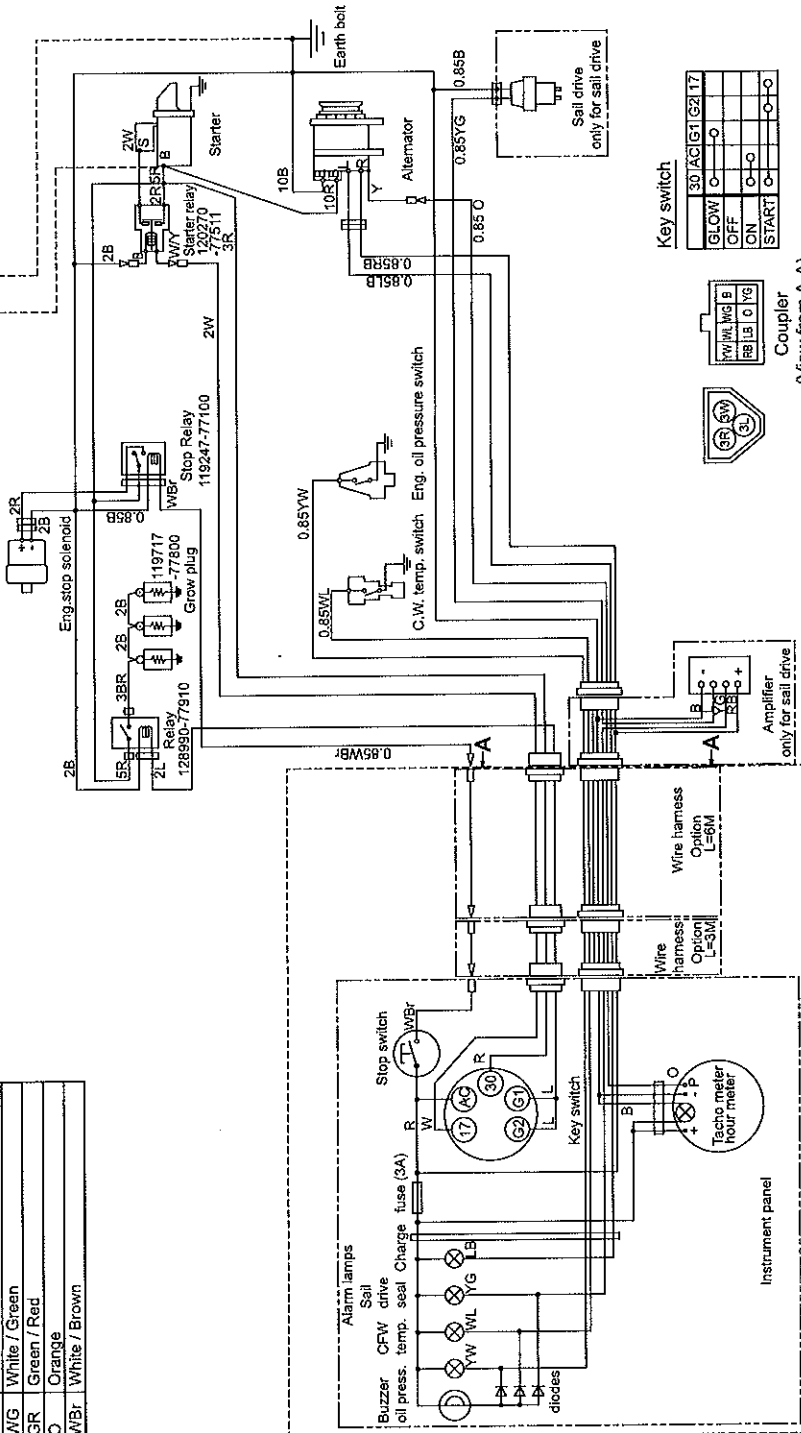 WG White / Green
GR Green / Red
O Orange
WBr White / Brown
2R
2B
Eng.stop solenoid
0.85B
Stop Relay
119247-77100
WBr
119717
-77800
Grow plug
2B
2B
3BR
5R
2L
Relay
128990-77910
2B
0.85WBr
2W
S
B
2R
5R
Starter
2B
B
W/Y
Starter relay
120270
-77511
3R
2W
Earth bolt
10B
10R
B
L
R
Y
Alternator
0.85LB
0.85RB
0.85 O
0.85YG
0.85B
Sail drive
only for sail drive
0.85WL
C.W. temp. switch
0.85YW
Eng. oil pressure switch
Key switch
30 AC G1 G2 17
GLOW
OFF
ON
START
3R 3W
3L
YW WL WG B
RB LB O YG
Coupler
(View from A-A)
B
YG
RB
-
+
Amplifier
only for sail drive
A
A
Wire harness
Option
L=6M
Wire
harness
Option
L=3M
Stop switch
WBr
R
W
R
17
AC
30
G2
G1
L
L
Key switch
fuse (3A)
Alarm lamps
Buzzer
oil press.
CFW
temp.
Sail
drive
seal
Charge
YW
WL
YG
LB
diodes
B
O
+
-
P
Tacho meter
hour meter
Instrument panel